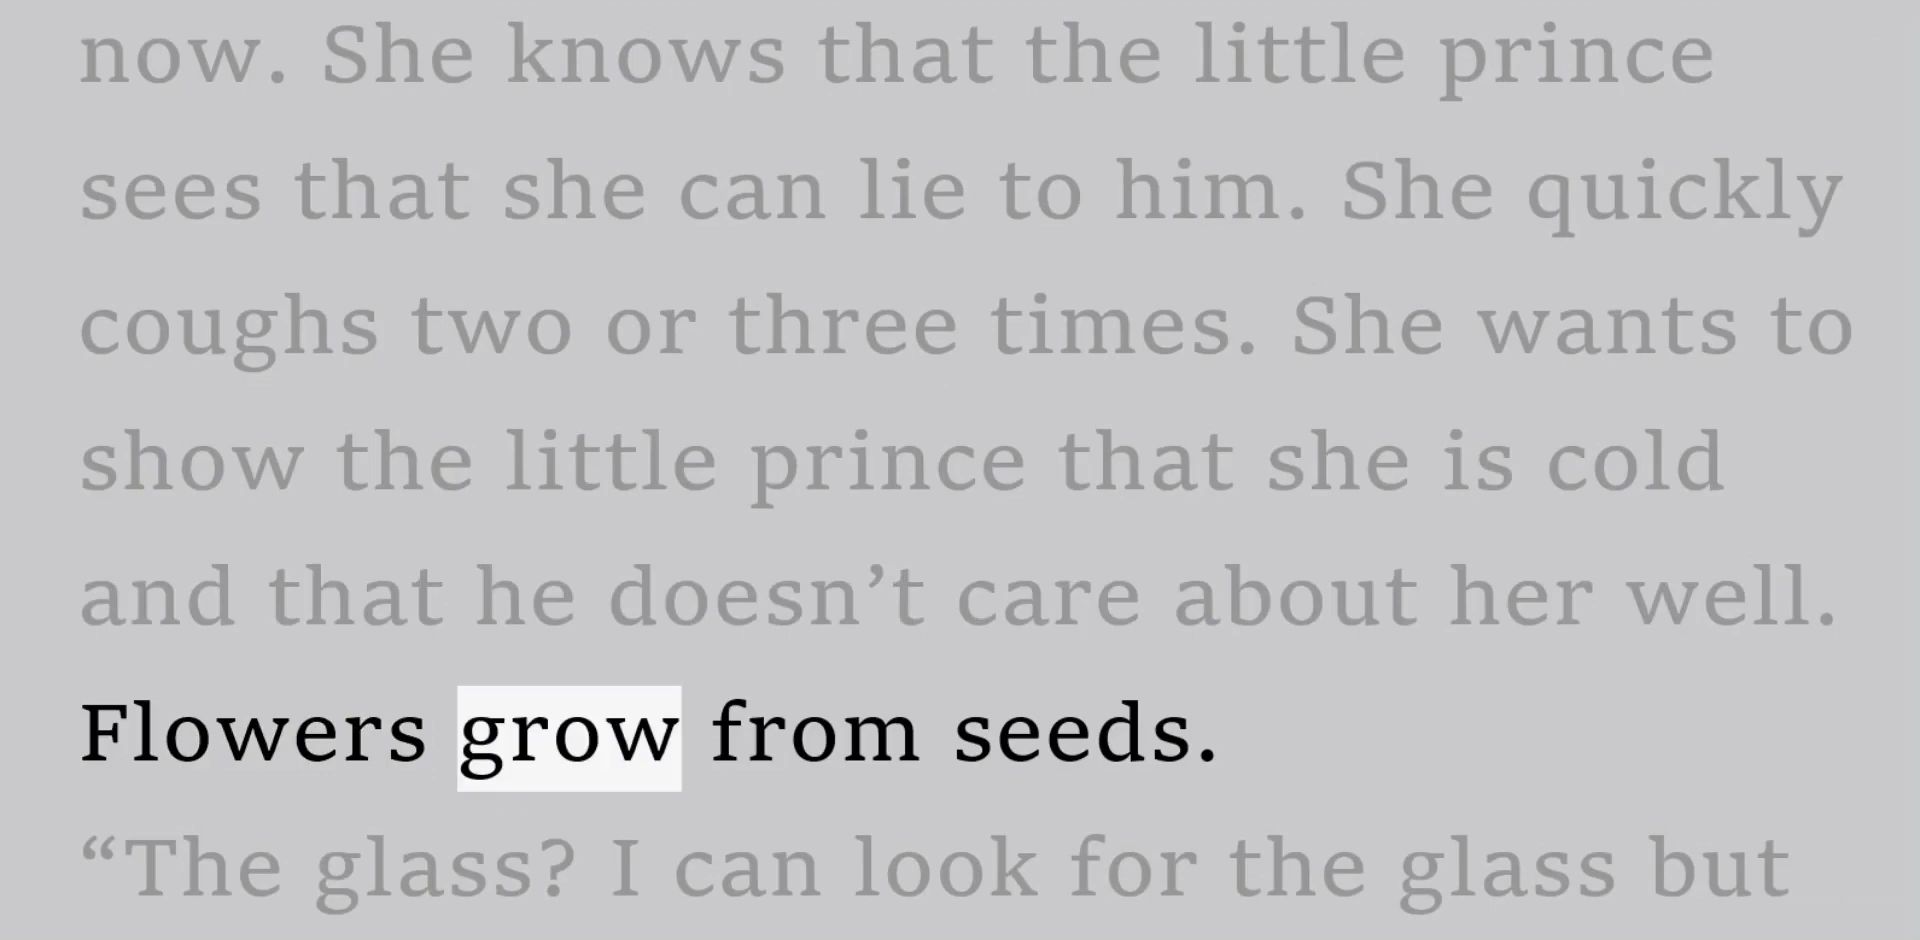 now. She knows that the little prince
sees that she can lie to him. She quickly
coughs two or three times. She wants to
show the little prince that she is cold
and that he doesn’t care about her well.
Flowers grow from seeds.
“The glass? I can look for the glass but